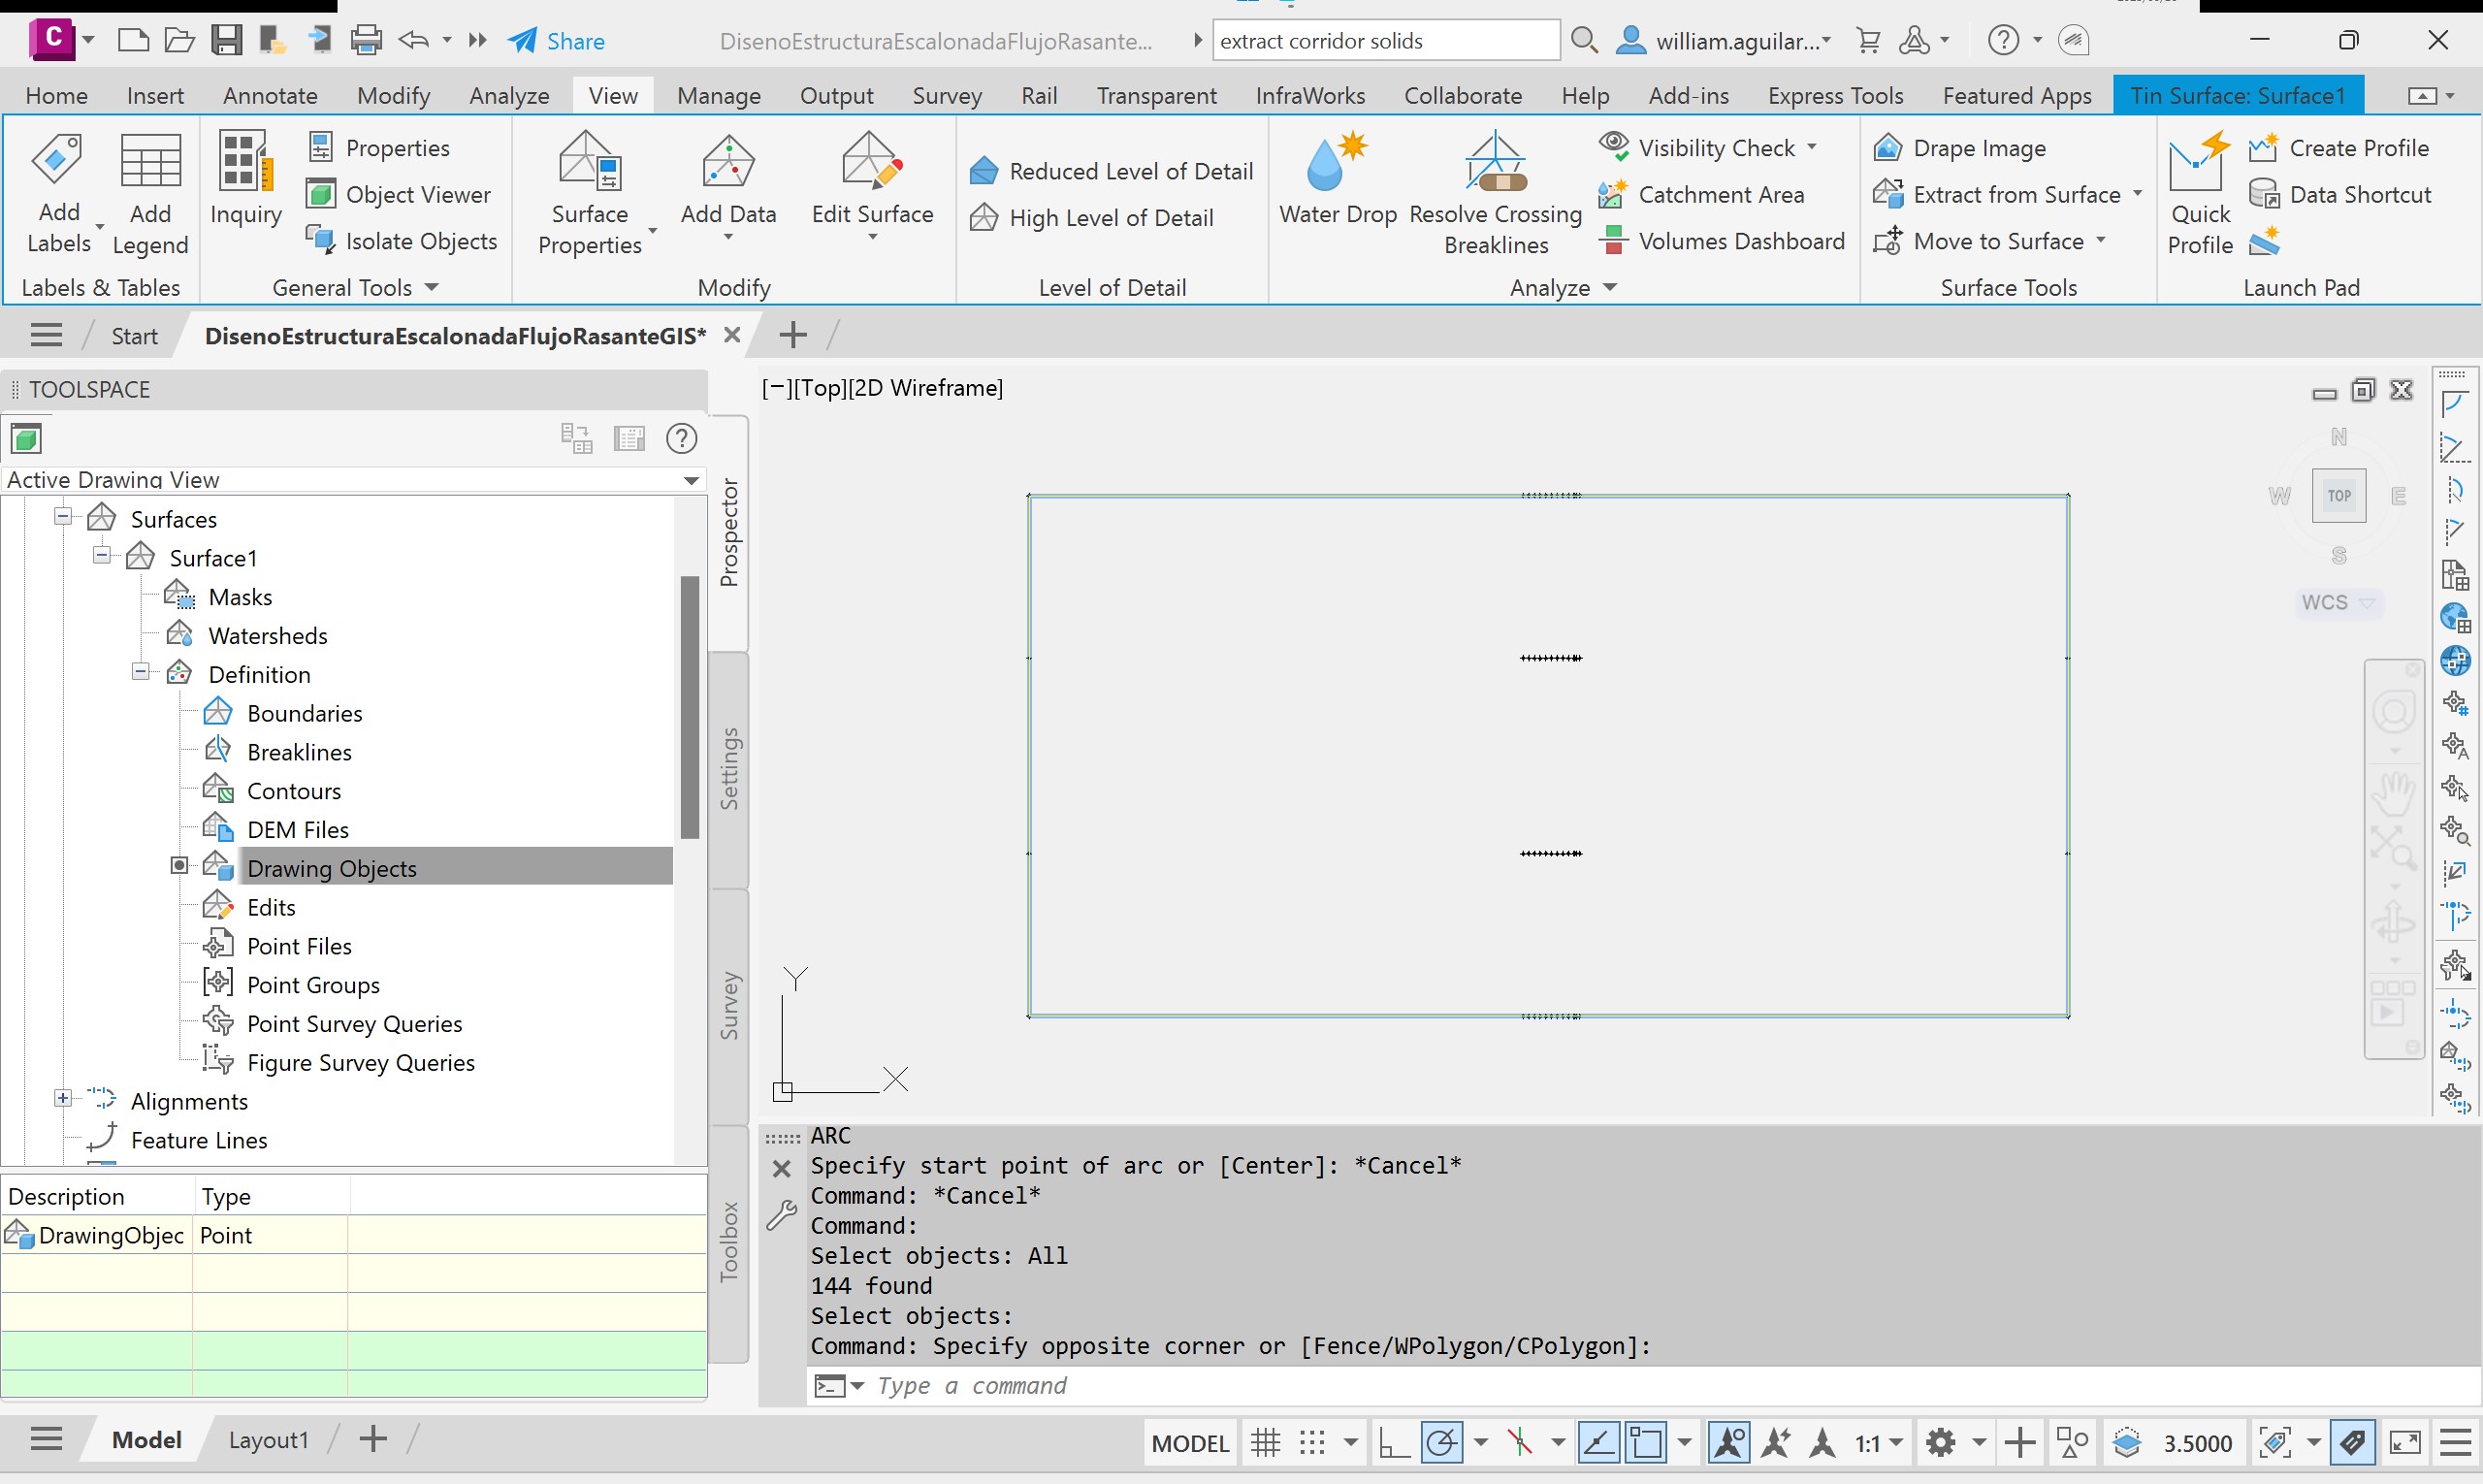 C
Share
DisenoEstructuraEscalonadaFlujoRasante...
extract corridor solids
william.aguilar...
Home Insert Annotate Modify Analyze View Manage Output Survey Rail Transparent InfraWorks Collaborate Help Add-ins Express Tools Featured Apps Tin Surface: Surface1
Add Labels
Add Legend
Labels & Tables
Inquiry
Properties
Object Viewer
Isolate Objects
General Tools
Surface Properties
Add Data
Edit Surface
Modify
Reduced Level of Detail
High Level of Detail
Level of Detail
Water Drop
Resolve Crossing Breaklines
Visibility Check
Catchment Area
Volumes Dashboard
Analyze
Drape Image
Extract from Surface
Move to Surface
Surface Tools
Quick Profile
Create Profile
Data Shortcut
Launch Pad
Start
DisenoEstructuraEscalonadaFlujoRasanteGIS*
TOOLSPACE
Active Drawing View
Surfaces
Surface1
Masks
Watersheds
Definition
Boundaries
Breaklines
Contours
DEM Files
Drawing Objects
Edits
Point Files
Point Groups
Point Survey Queries
Figure Survey Queries
Alignments
Feature Lines
Description Type
DrawingObjec Point
Prospector
Settings
Survey
Toolbox
[−][Top][2D Wireframe]
N
W TOP E
S
WCS
Y
X
ARC
Specify start point of arc or [Center]: *Cancel*
Command: *Cancel*
Command:
Select objects: All
144 found
Select objects:
Command: Specify opposite corner or [Fence/WPolygon/CPolygon]:
Type a command
Model Layout1
MODEL 1:1 3.5000